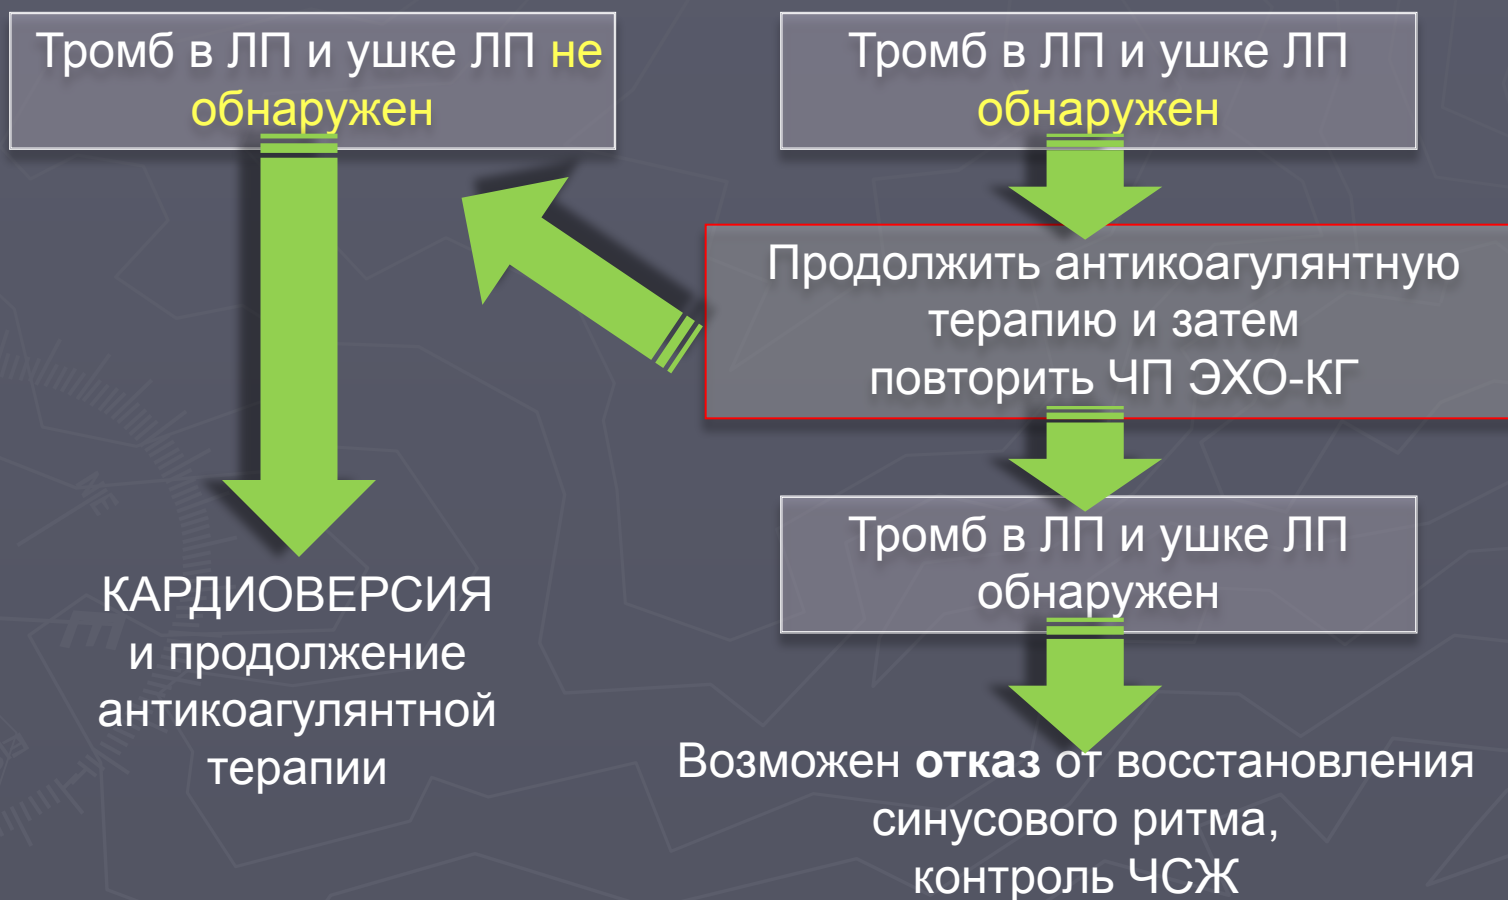 Тромб в ЛП и ушке ЛП не
обнаружен
Тромб в ЛП и ушке ЛП
обнаружен
Продолжить антикоагулянтную
терапию и затем
повторить ЧП ЭХО-КГ
Тромб в ЛП и ушке ЛП
обнаружен
КАРДИОВЕРСИЯ
и продолжение
антикоагулянтной
терапии
Возможен отказ от восстановления
синусового ритма,
контроль ЧСЖ